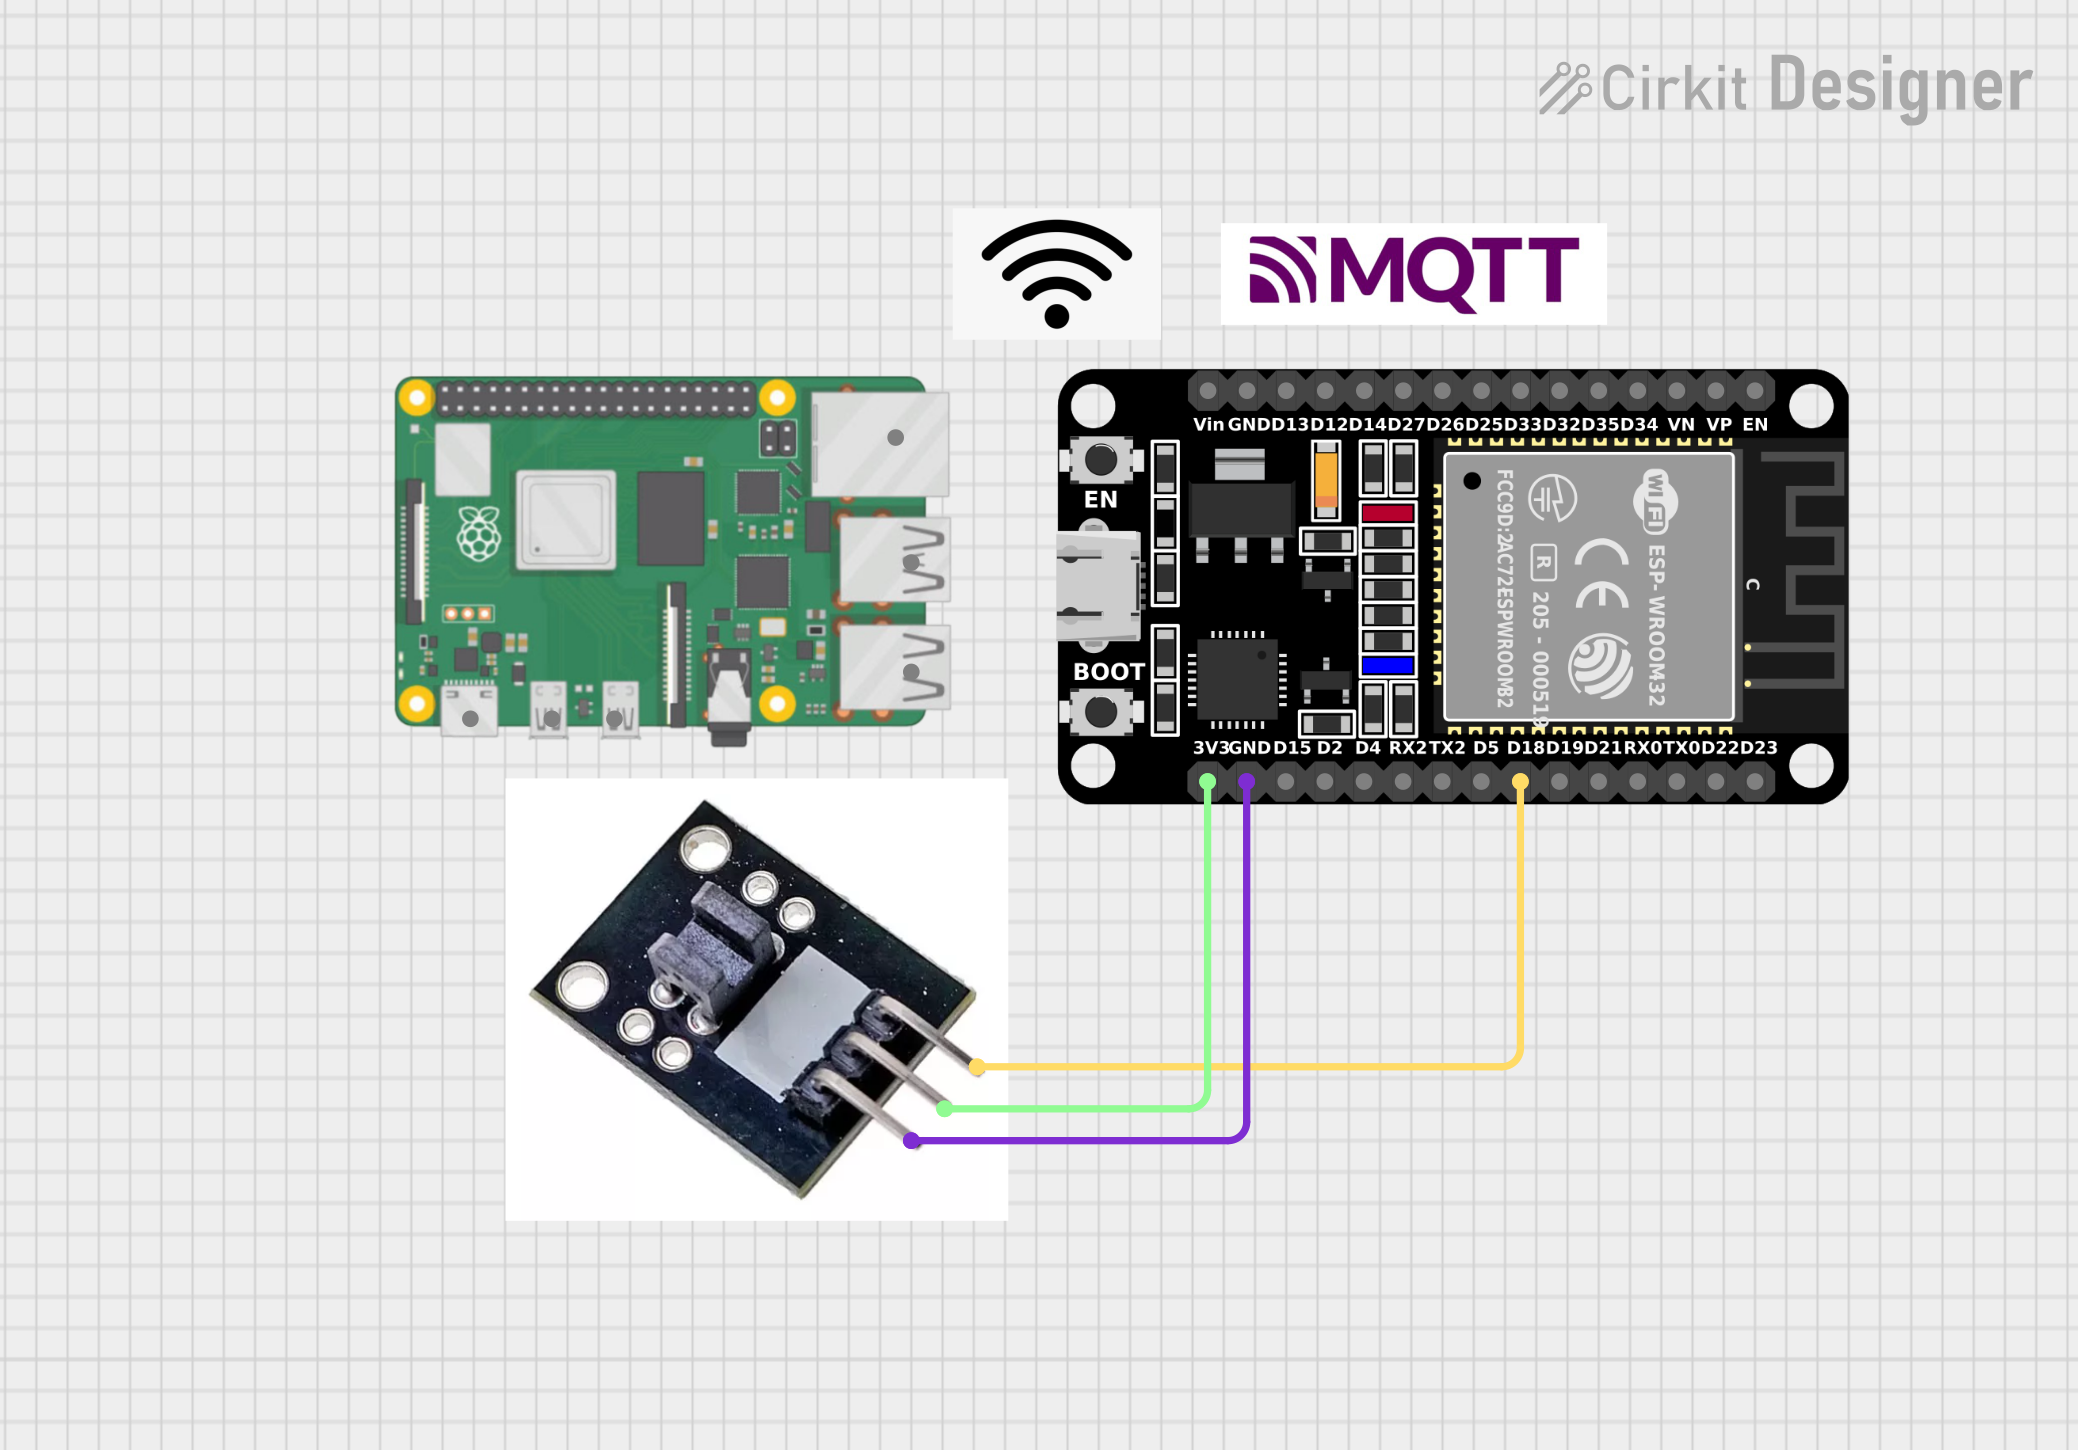 Cirkit Designer
MQTT
Vin GND D13 D12 D14 D27 D26 D25 D33 D32 D35 D34 VN VP EN
EN
BOOT
FCC9D:2AC72ESPWROOMB2
R 205 - 000519
CE
WiFi ESP-WROOM32
C
3V3 GND D15 D2 D4 RX2 TX2 D5 D18 D19 D21 RX0 TX0 D22 D23